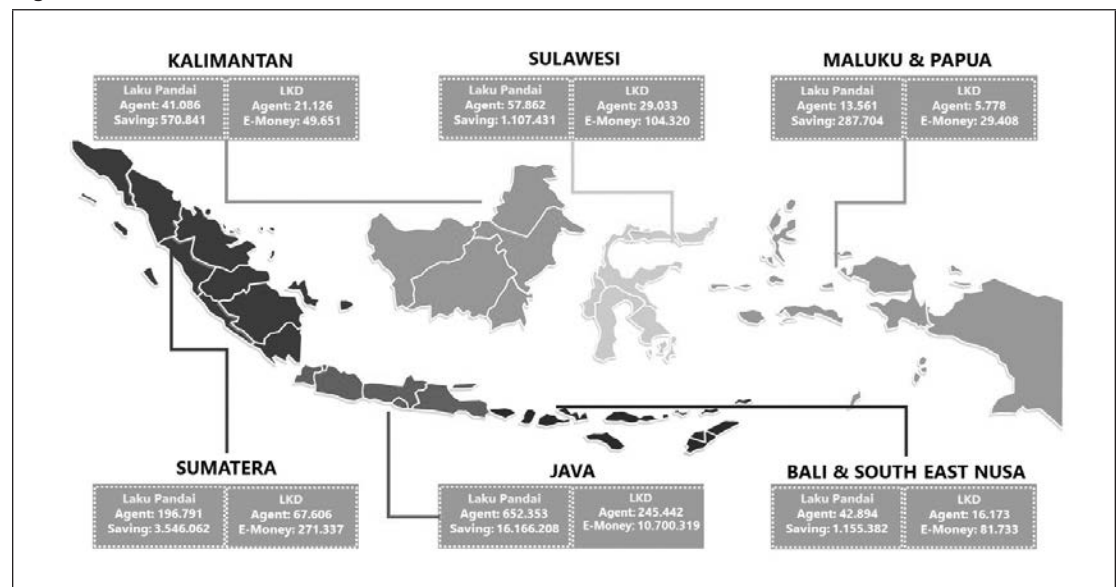 KALIMANTAN
Laku Pandai
Agent: 41.086
Saving: 570.841
LKD
Agent: 21.126
E-Money: 49.651
SULAWESI
Laku Pandai
Agent: 57.862
Saving: 1.107.431
LKD
Agent: 29.033
E-Money: 104.320
MALUKU & PAPUA
Laku Pandai
Agent: 13.561
Saving: 287.704
LKD
Agent: 5.778
E-Money: 29.408
SUMATERA
Laku Pandai
Agent: 196.791
Saving: 3.546.062
LKD
Agent: 67.606
E-Money: 271.337
JAVA
Laku Pandai
Agent: 652.353
Saving: 16.166.208
LKD
Agent: 245.442
E-Money: 10.700.319
BALI & SOUTH EAST NUSA
Laku Pandai
Agent: 42.894
Saving: 1.155.382
LKD
Agent: 16.173
E-Money: 81.733